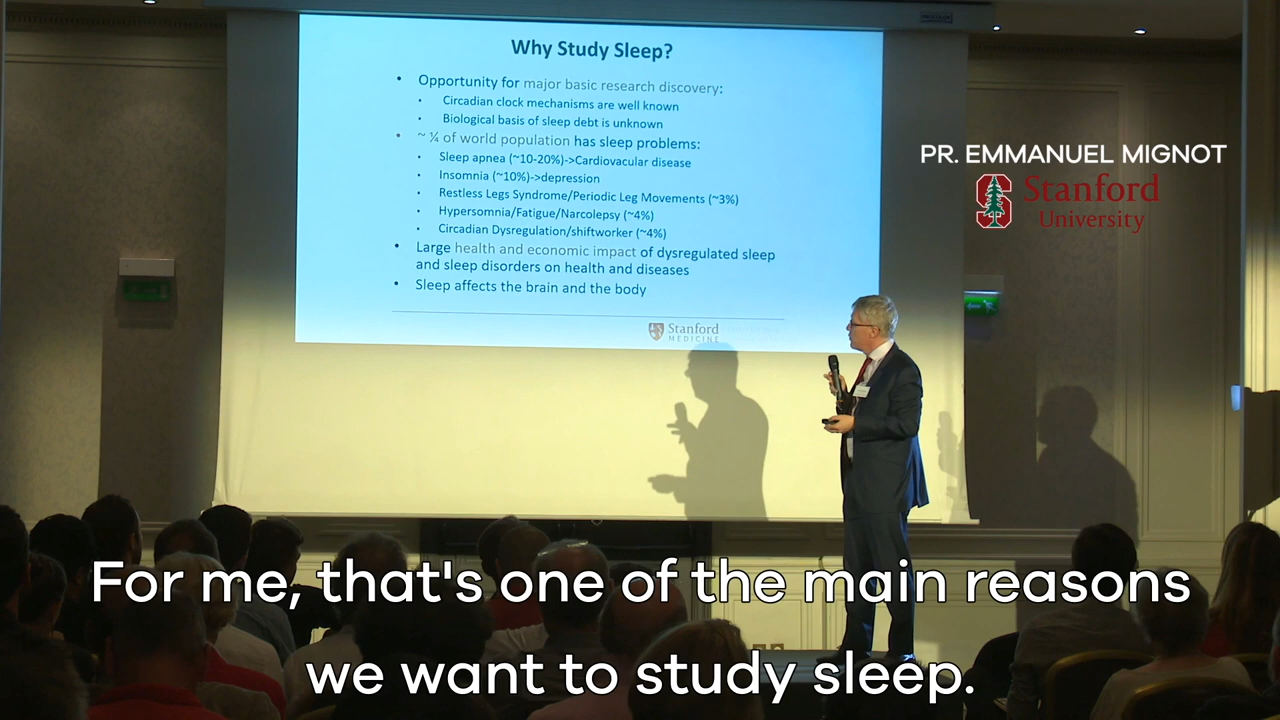 Why Study Sleep?
• Opportunity for major basic research discovery:
• Circadian clock mechanisms are well known
• Biological basis of sleep debt is unknown
• ~ ¼ of world population has sleep problems:
• Sleep apnea (~10-20%)->Cardiovacular disease
• Insomnia (~10%)->depression
• Restless Legs Syndrome/Periodic Leg Movements (~3%)
• Hypersomnia/Fatigue/Narcolepsy (~4%)
• Circadian Dysregulation/shiftworker (~4%)
• Large health and economic impact of dysregulated sleep
and sleep disorders on health and diseases
• Sleep affects the brain and the body
Stanford
MEDICINE
PR. EMMANUEL MIGNOT
Stanford
University
For me, that's one of the main reasons
we want to study sleep.